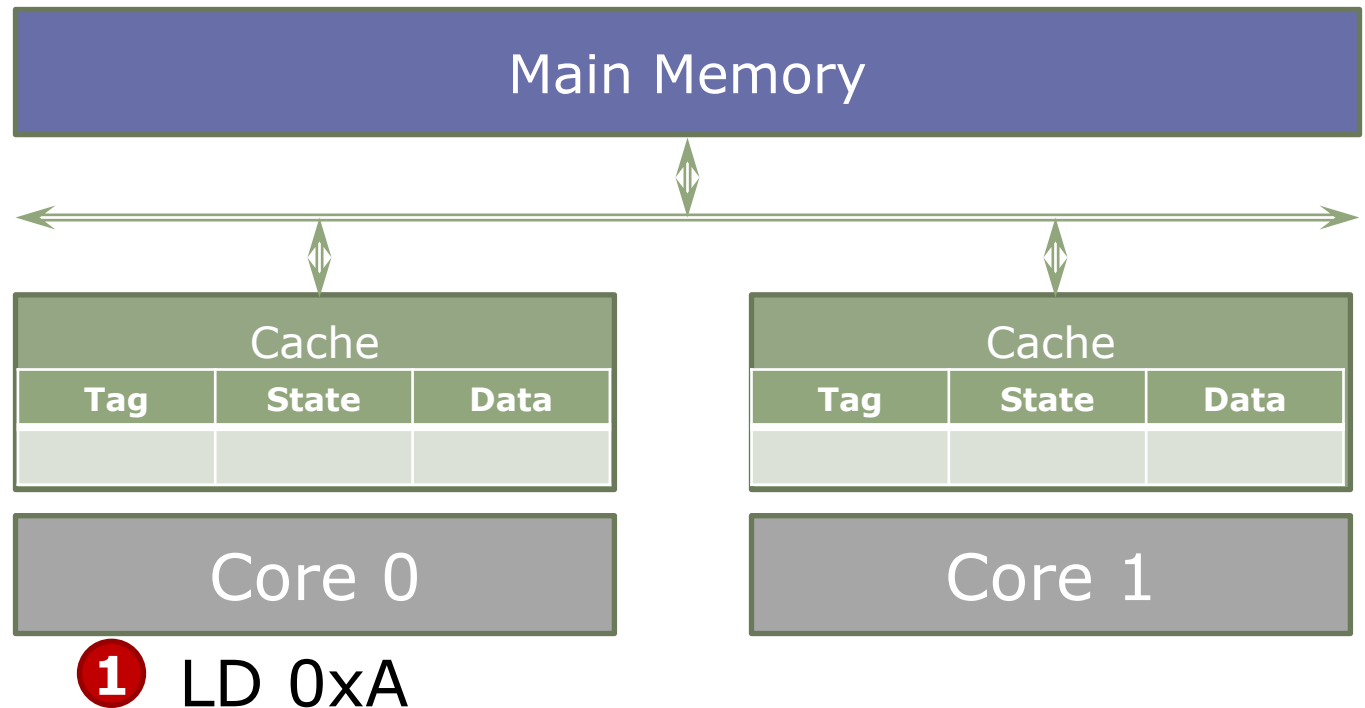 Main Memory
Cache Cache
Tag State Data Tag State Data
Core 0 Core 1
1 LD 0xA